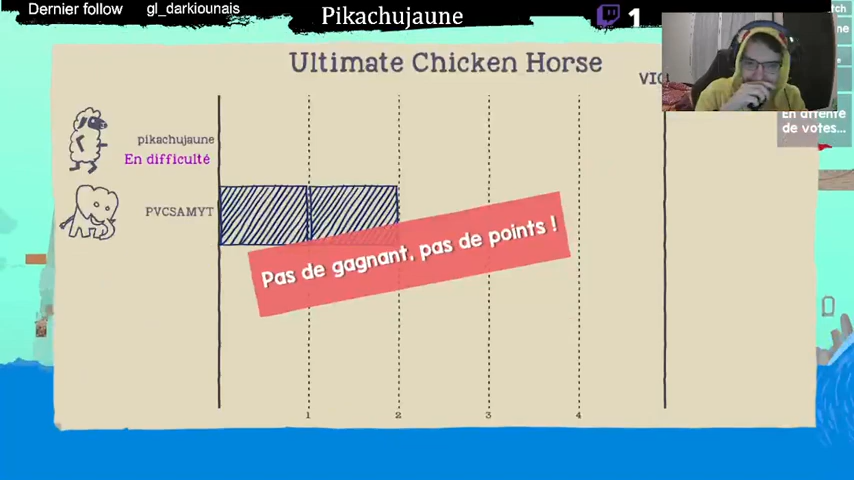 Dernier follow
gl_darkiounais
Pikachujaune
1
Ultimate Chicken Horse
VIC
pikachujaune
En difficulté
En attente
de votes...
PVCSAMYT
Pas de gagnant, pas de points !
1
2
3
4